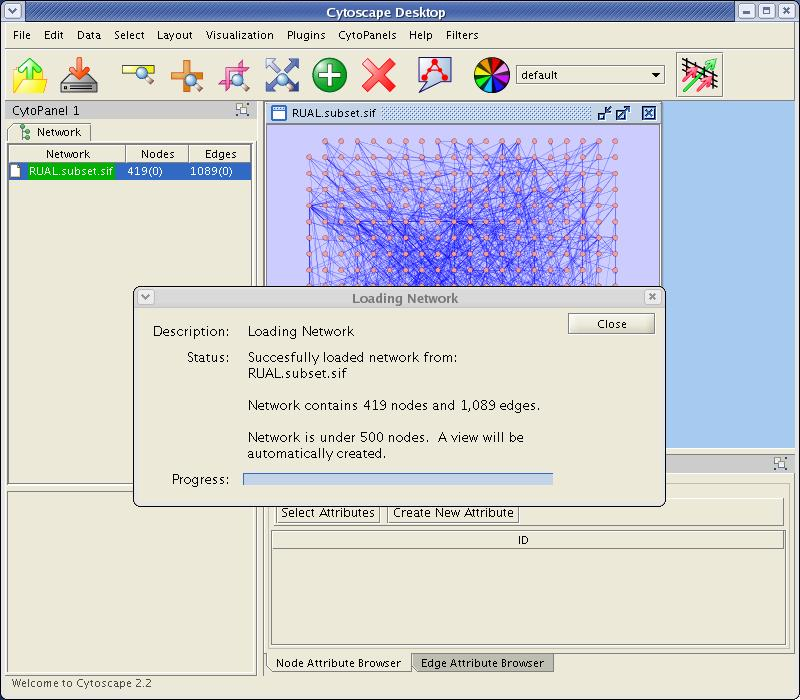 Cytoscape Desktop
File Edit Data Select Layout Visualization Plugins CytoPanels Help Filters
default
CytoPanel 1
Network
Network Nodes Edges
RUAL.subset.sif 419(0) 1089(0)
RUAL.subset.sif
Loading Network
Close
Description: Loading Network
Status: Succesfully loaded network from:
RUAL.subset.sif
Network contains 419 nodes and 1,089 edges.
Network is under 500 nodes. A view will be
automatically created.
Progress:
Select Attributes Create New Attribute
ID
Node Attribute Browser Edge Attribute Browser
Welcome to Cytoscape 2.2